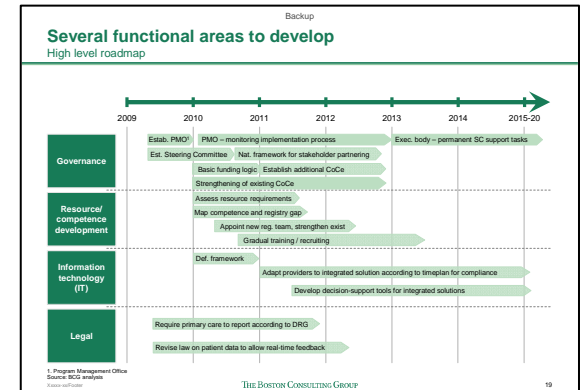 Backup
Several functional areas to develop
High level roadmap
2009 2010 2011 2012 2013 2014 2015-20
Governance
Estab. PMO¹ PMO – monitoring implementation process Exec. body – permanent SC support tasks
Est. Steering Committee Nat. framework for stakeholder partnering
Basic funding logic Establish additional CoCe
Strengthening of existing CoCe
Resource/
competence
development
Assess resource requirements
Map competence and registry gap
Appoint new reg. team, strengthen exist
Gradual training / recruiting
Information
technology
(IT)
Def. framework
Adapt providers to integrated solution according to timeplan for compliance
Develop decision-support tools for integrated solutions
Legal
Require primary care to report according to DRG
Revise law on patient data to allow real-time feedback
1. Program Management Office
Source: BCG analysis
THE BOSTON CONSULTING GROUP
19